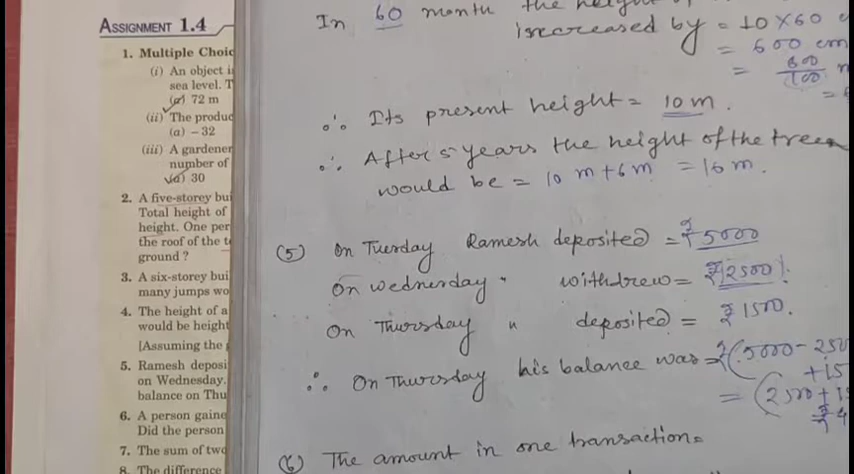 ASSIGNMENT 1.4
1. Multiple Choic
(i) An object i
sea level. T
(a) 72 m
(ii) The produc
(a) – 32
(iii) A gardener
number of
(a) 30
2. A five-storey bui
Total height of
height. One per
the roof of the t
ground ?
3. A six-storey bui
many jumps wo
4. The height of a
would be height
[Assuming the
5. Ramesh deposi
on Wednesday.
balance on Thu
6. A person gaine
Did the person
7. The sum of two
8. The difference
In 60 month the heigh
increased by = 10 × 60 c
= 600 cm
= 600/100 m
=
∴ Its present height = 10 m.
∴ After 5 years the height of the tree
would be = 10 m + 6 m = 16 m.
(5) On Tuesday Ramesh deposited = ₹ 5000
On wednesday " withdrew = ₹ 2500
On Thursday " deposited = ₹ 1500.
∴ On Thursday his balance was = ₹ (5000 - 250
+ 15
= (2500 + 1
₹ 4
(6) The amount in one transaction =